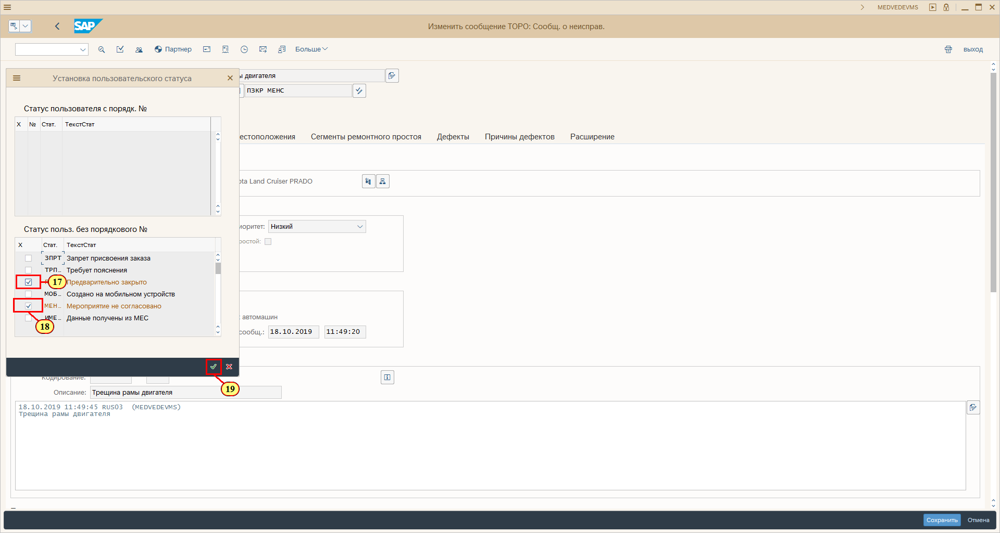 MEDVEDEVMS
SAP
Изменить сообщение ТОРО: Сообщ. о неисправ.
Партнер
Больше
выход
Установка пользовательского статуса
двигателя
ПЗКР МЕНС
Статус пользователя с порядк. №
X № Стат. ТекстСтат
естоположения Сегменты ремонтного простоя Дефекты Причины дефектов Расширение
ota Land Cruiser PRADO
Статус польз. без порядкового №
иоритет: Низкий
ростой:
X Стат. ТекстСтат
ЗПРТ Запрет присвоения заказа
ТРП… Требует пояснения
17 Предварительно закрыто
МОБ… Создано на мобильном устройств
МЕН… Мероприятие не согласовано
ИМЕ… Данные получены из МЕС
18
автомашин
сообщ.: 18.10.2019 11:49:20
19
Кодирование:
Описание: Трещина рамы двигателя
18.10.2019 11:49:45 RUS03 (MEDVEDEVMS)
Трещина рамы двигателя
Сохранить Отмена